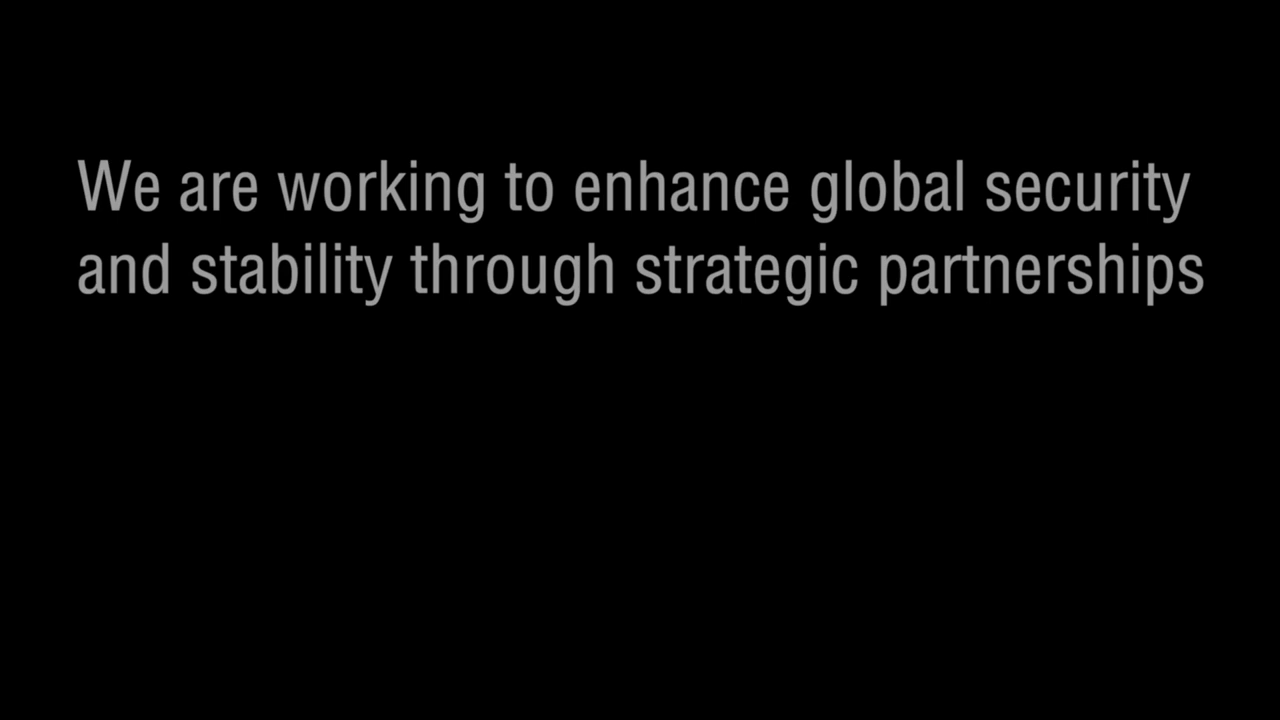 We are working to enhance global security
and stability through strategic partnerships